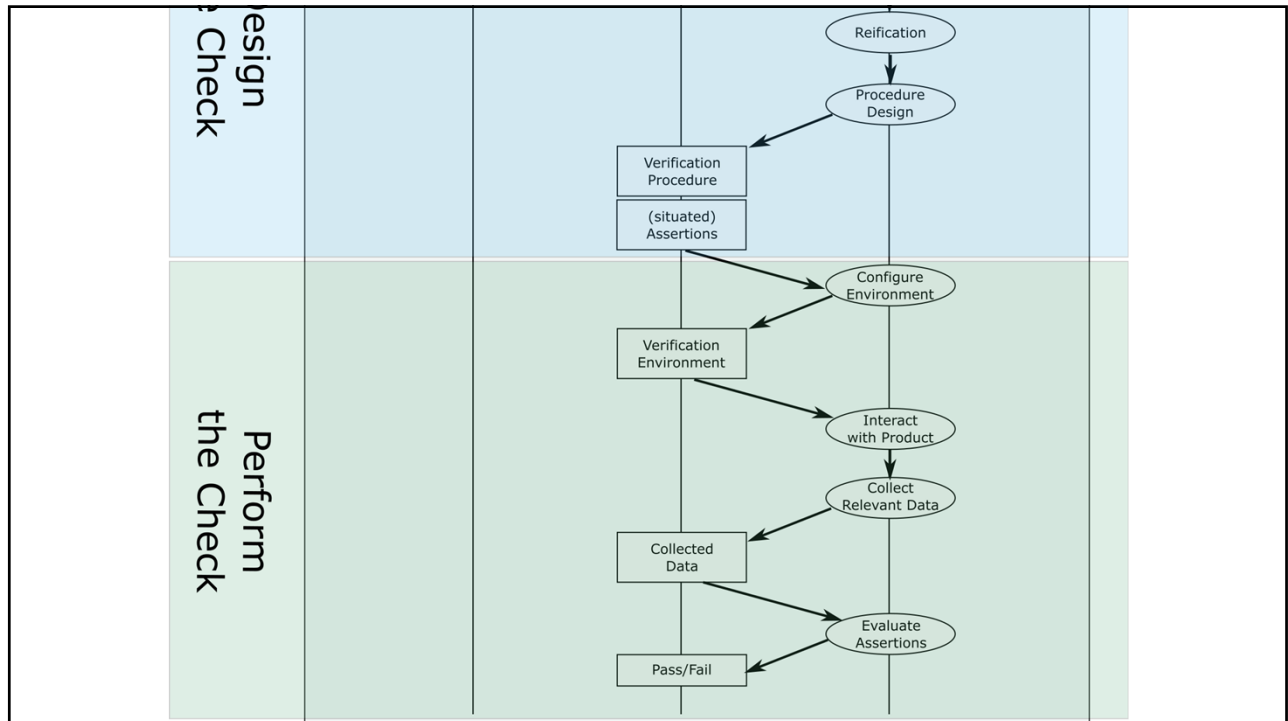 Design
e Check
Reification
Procedure
Design
Verification
Procedure
(situated)
Assertions
Perform
the Check
Configure
Environment
Verification
Environment
Interact
with Product
Collect
Relevant Data
Collected
Data
Evaluate
Assertions
Pass/Fail